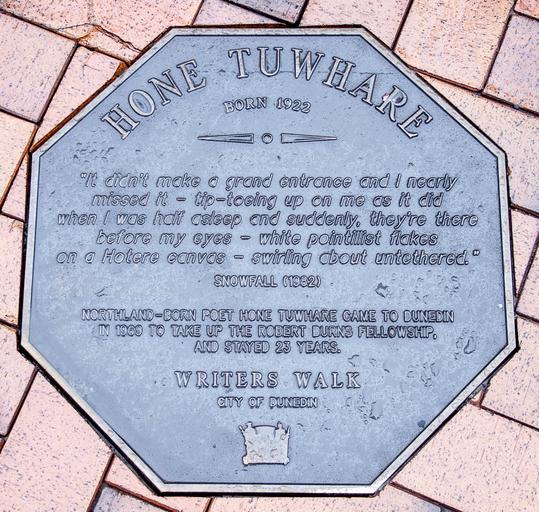 HONE TUWHARE
BORN 1922
"It didn't make a grand entrance and I nearly
missed it – tip-toeing up on me as it did
when I was half asleep and suddenly, they're there
before my eyes – white pointillist flakes
on a Hotere canvas – swirling about untethered."
SNOWFALL (1982)
NORTHLAND-BORN POET HONE TUWHARE CAME TO DUNEDIN
IN 1969 TO TAKE UP THE ROBERT BURNS FELLOWSHIP,
AND STAYED 23 YEARS.
WRITERS WALK
CITY OF DUNEDIN